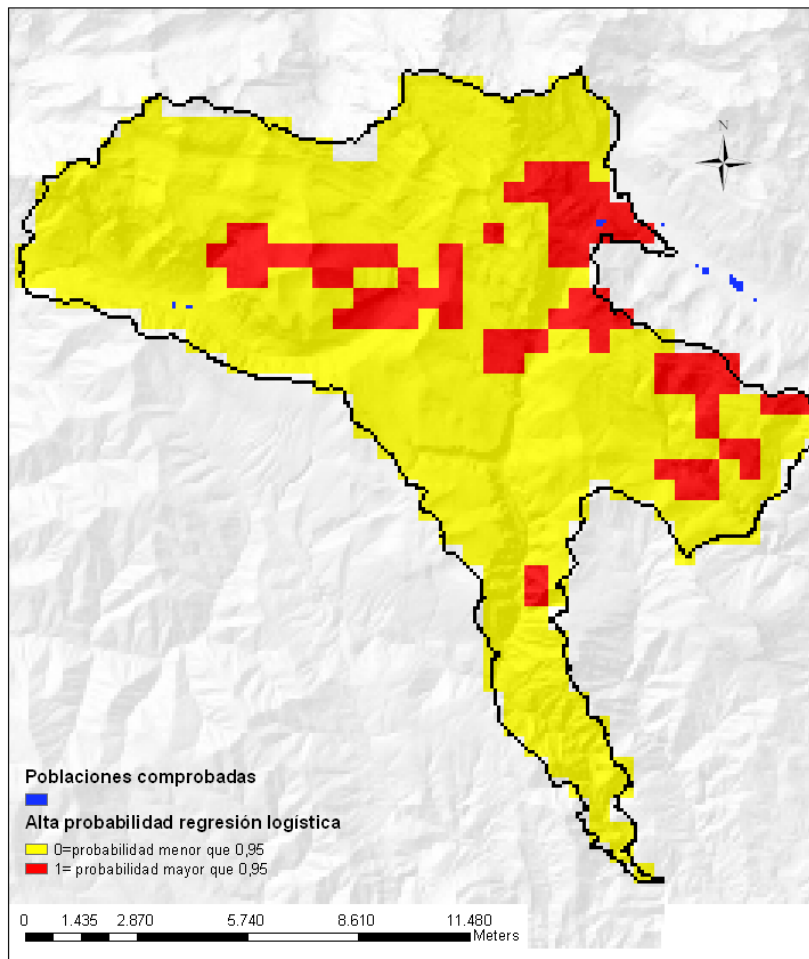 N
Poblaciones comprobadas
Alta probabilidad regresión logística
0=probabilidad menor que 0,95
1= probabilidad mayor que 0,95
0 1.435 2.870 5.740 8.610 11.480
Meters